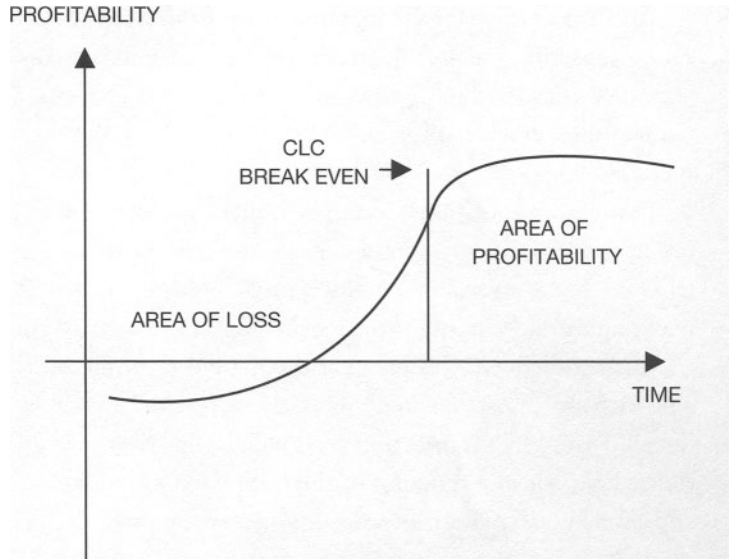 PROFITABILITY
CLC
BREAK EVEN
AREA OF
PROFITABILITY
AREA OF LOSS
TIME